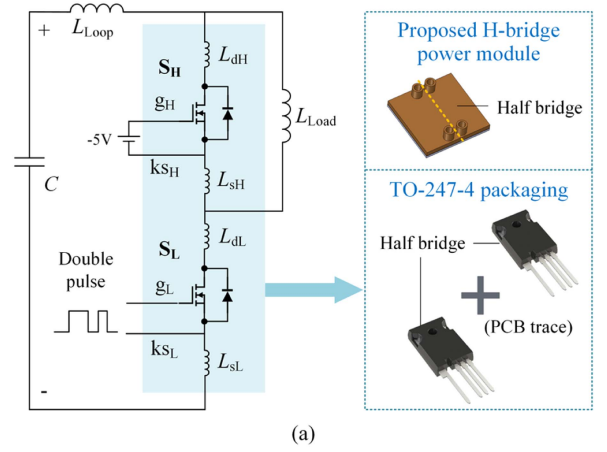 +
L_Loop
S_H
L_dH
g_H
-5V
ks_H
L_sH
L_Load
C
S_L
L_dL
Double
pulse
g_L
ks_L
L_sL
-
Proposed H-bridge
power module
Half bridge
TO-247-4 packaging
Half bridge
(PCB trace)
(a)